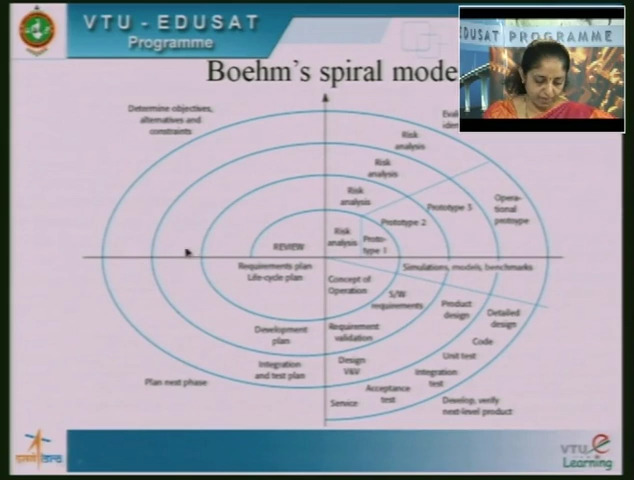 VTU - EDUSAT
Programme
EDUSAT PROGRAMME
Boehm's spiral mode
Determine objectives,
alternatives and
constraints
Risk
analysis
Risk
analysis
Risk
analysis
Risk
analysis
Proto-
type 1
Prototype 2
Prototype 3
Opera-
tional
protoype
REVIEW
Requirements plan
Life-cycle plan
Simulations, models, benchmarks
Concept of
Operation
S/W
requirements
Product
design
Detailed
design
Development
plan
Requirement
validation
Code
Integration
and test plan
Design
V&V
Unit test
Integration
test
Plan next phase
Acceptance
test
Service
Develop, verify
next-level product
VTU
Learning